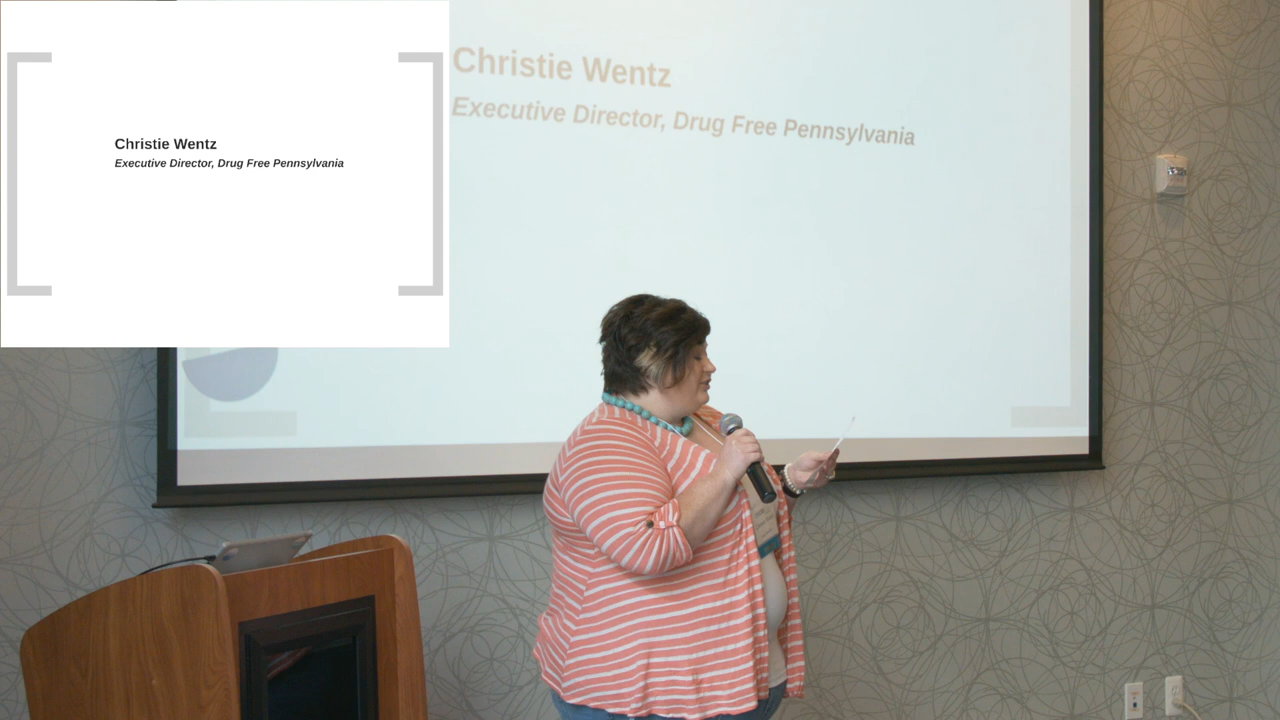 Christie Wentz
Executive Director, Drug Free Pennsylvania
Christie Wentz
Executive Director, Drug Free Pennsylvania